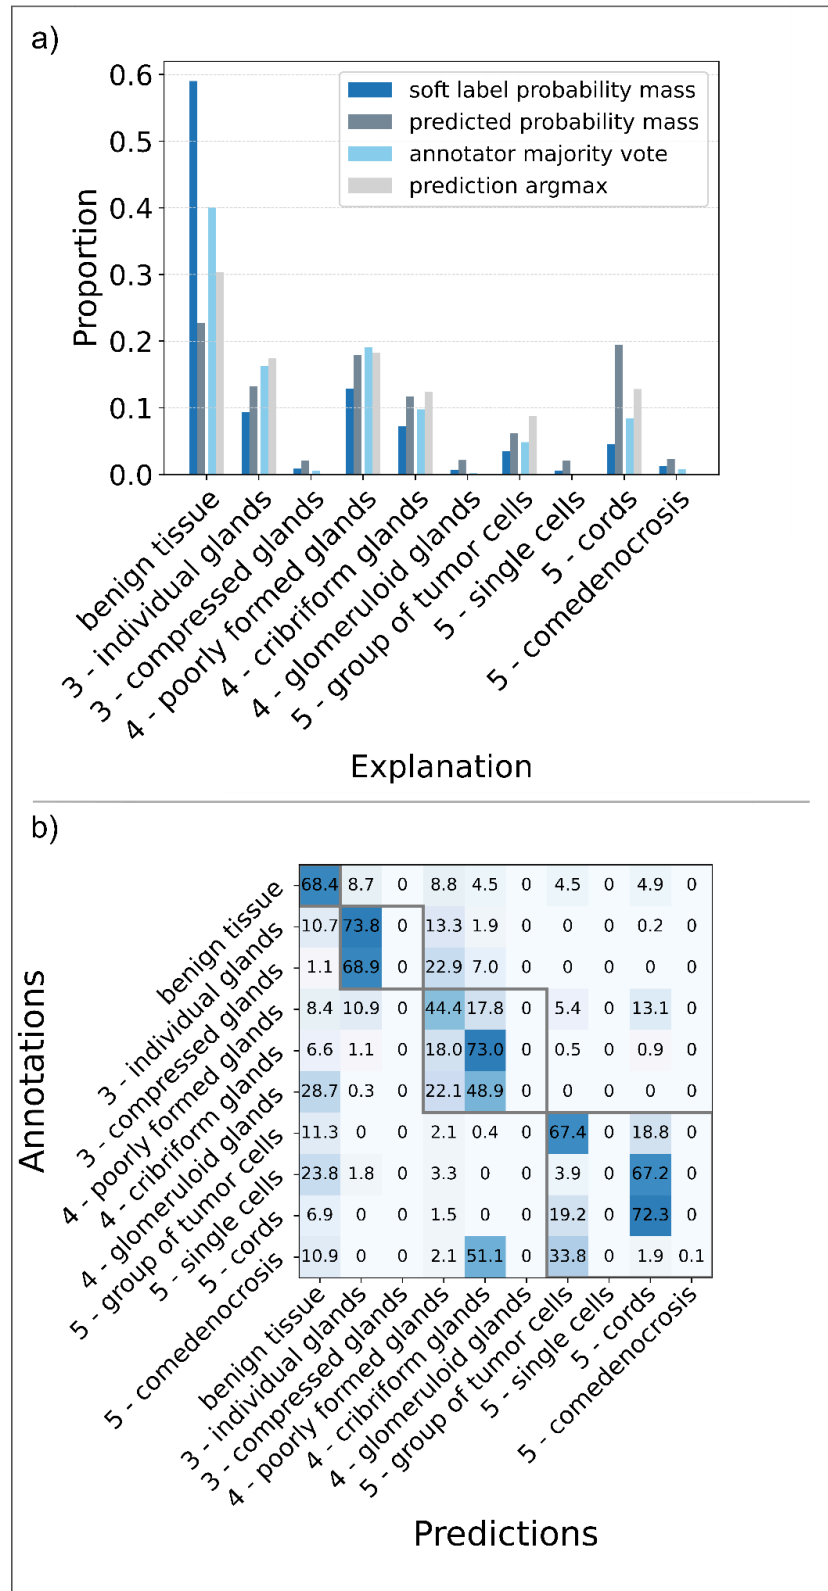 a)
0.6
0.5
0.4
0.3
0.2
0.1
0.0
Proportion
soft label probability mass
predicted probability mass
annotator majority vote
prediction argmax
benign tissue
3 - individual glands
3 - compressed glands
4 - poorly formed glands
4 - cribriform glands
4 - glomeruloid glands
5 - group of tumor cells
5 - single cells
5 - cords
5 - comedenocrosis
Explanation
b)
Annotations
benign tissue 68.4 8.7 0 8.8 4.5 0 4.5 0 4.9 0
3 - individual glands 10.7 73.8 0 13.3 1.9 0 0 0 0.2 0
3 - compressed glands 1.1 68.9 0 22.9 7.0 0 0 0 0 0
4 - poorly formed glands 8.4 10.9 0 44.4 17.8 0 5.4 0 13.1 0
4 - cribriform glands 6.6 1.1 0 18.0 73.0 0 0.5 0 0.9 0
4 - glomeruloid glands 28.7 0.3 0 22.1 48.9 0 0 0 0 0
5 - group of tumor cells 11.3 0 0 2.1 0.4 0 67.4 0 18.8 0
5 - single cells 23.8 1.8 0 3.3 0 0 3.9 0 67.2 0
5 - cords 6.9 0 0 1.5 0 0 19.2 0 72.3 0
5 - comedenocrosis 10.9 0 0 2.1 51.1 0 33.8 0 1.9 0.1
benign tissue
3 - individual glands
3 - compressed glands
4 - poorly formed glands
4 - cribriform glands
4 - glomeruloid glands
5 - group of tumor cells
5 - single cells
5 - cords
5 - comedenocrosis
Predictions